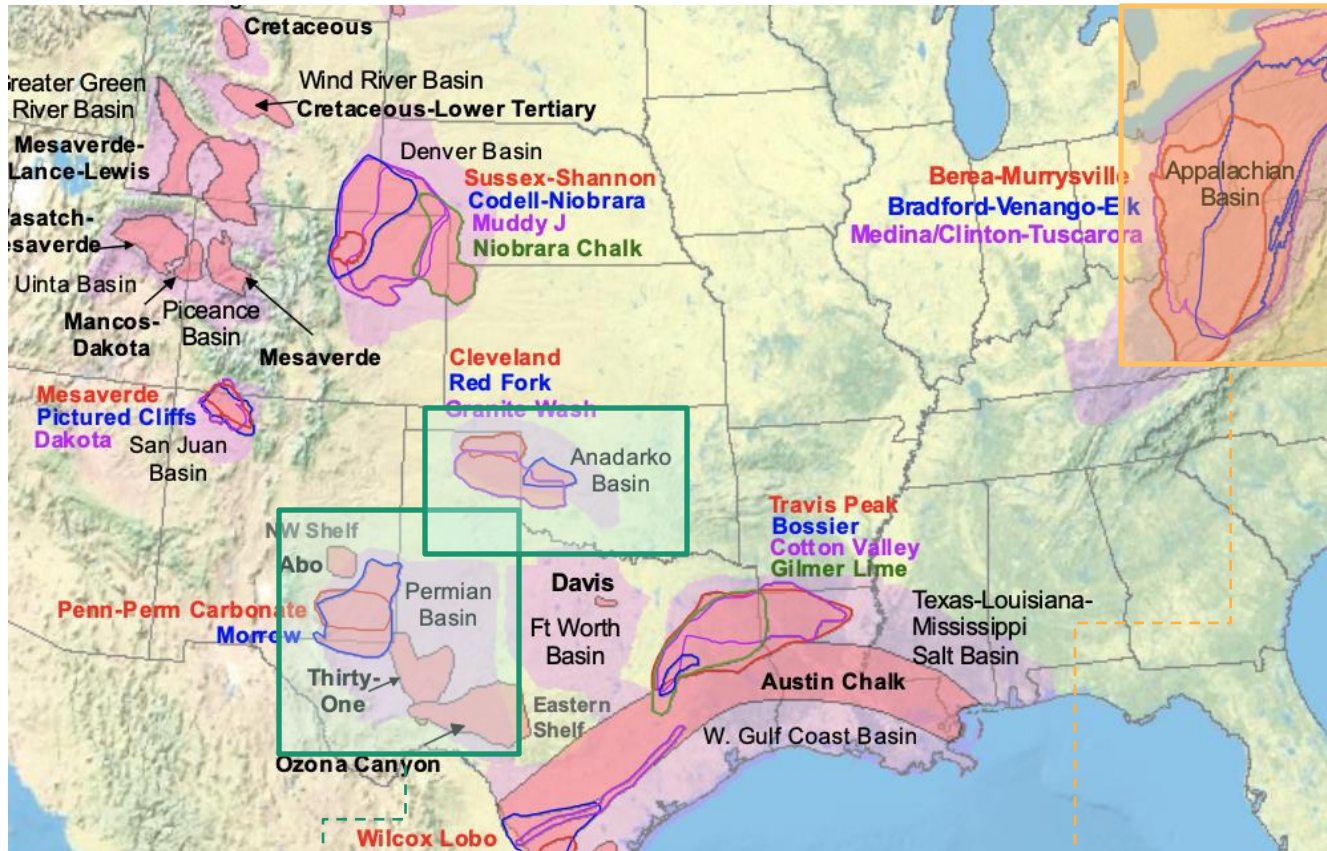 Cretaceous
Greater Green
River Basin
Wind River Basin
Cretaceous-Lower Tertiary
Mesaverde-
Lance-Lewis
Denver Basin
Sussex-Shannon
Codell-Niobrara
Muddy J
Niobrara Chalk
Berea-Murrysville
Bradford-Venango-Elk
Medina/Clinton-Tuscarora
Appalachian
Basin
asatch-
esaverde
Uinta Basin
Piceance
Basin
Mancos-
Dakota
Mesaverde
Cleveland
Red Fork
Granite Wash
Mesaverde
Pictured Cliffs
Dakota
San Juan
Basin
Anadarko
Basin
NW Shelf
Abo
Permian
Basin
Penn-Perm Carbonate
Morrow
Thirty-
One
Eastern
Shelf
Ozona Canyon
Davis
Ft Worth
Basin
Travis Peak
Bossier
Cotton Valley
Gilmer Lime
Texas-Louisiana-
Mississippi
Salt Basin
Austin Chalk
W. Gulf Coast Basin
Wilcox Lobo